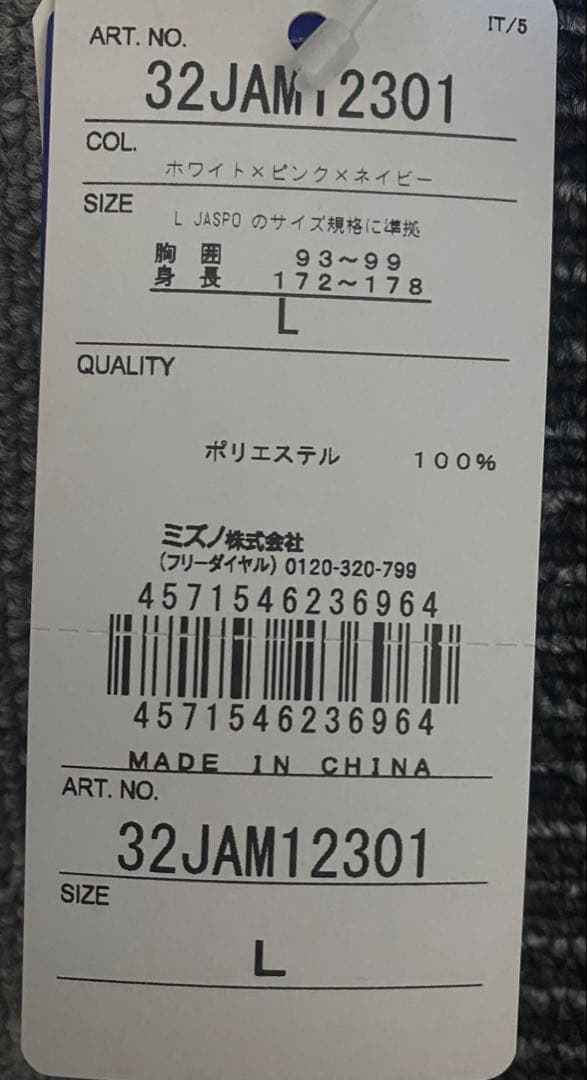 IT/5
ART. NO.
32JAM12301
COL.
ホワイト×ピンク×ネイビー
SIZE
L JASPO のサイズ規格に準拠
胸 囲 93～99
身 長 172～178
L
QUALITY
ポリエステル 100%
ミズノ株式会社
(フリーダイヤル) 0120-320-799
4571546236964
4571546236964
MADE IN CHINA
ART. NO.
32JAM12301
SIZE
L